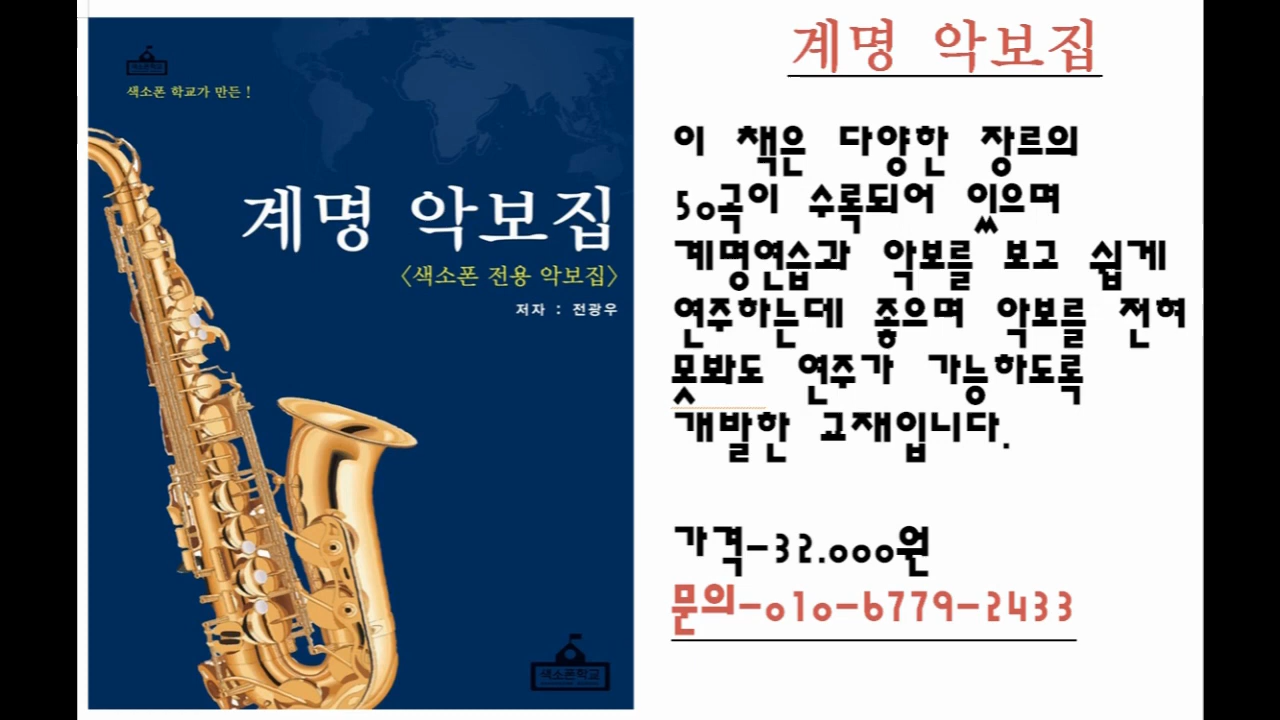 색소폰학교
색소폰 학교가 만든 !
계명 악보집
<색소폰 전용 악보집>
저자 : 전광우
색소폰학교
계명 악보집
이 책은 다양한 장르의
50곡이 수록되어 있으며
계명연습과 악보를 보고 쉽게
연주하는데 좋으며 악보를 전혀
못봐도 연주가 가능하도록
개발한 교재입니다.
가격-32.000원
문의-010-6779-2433